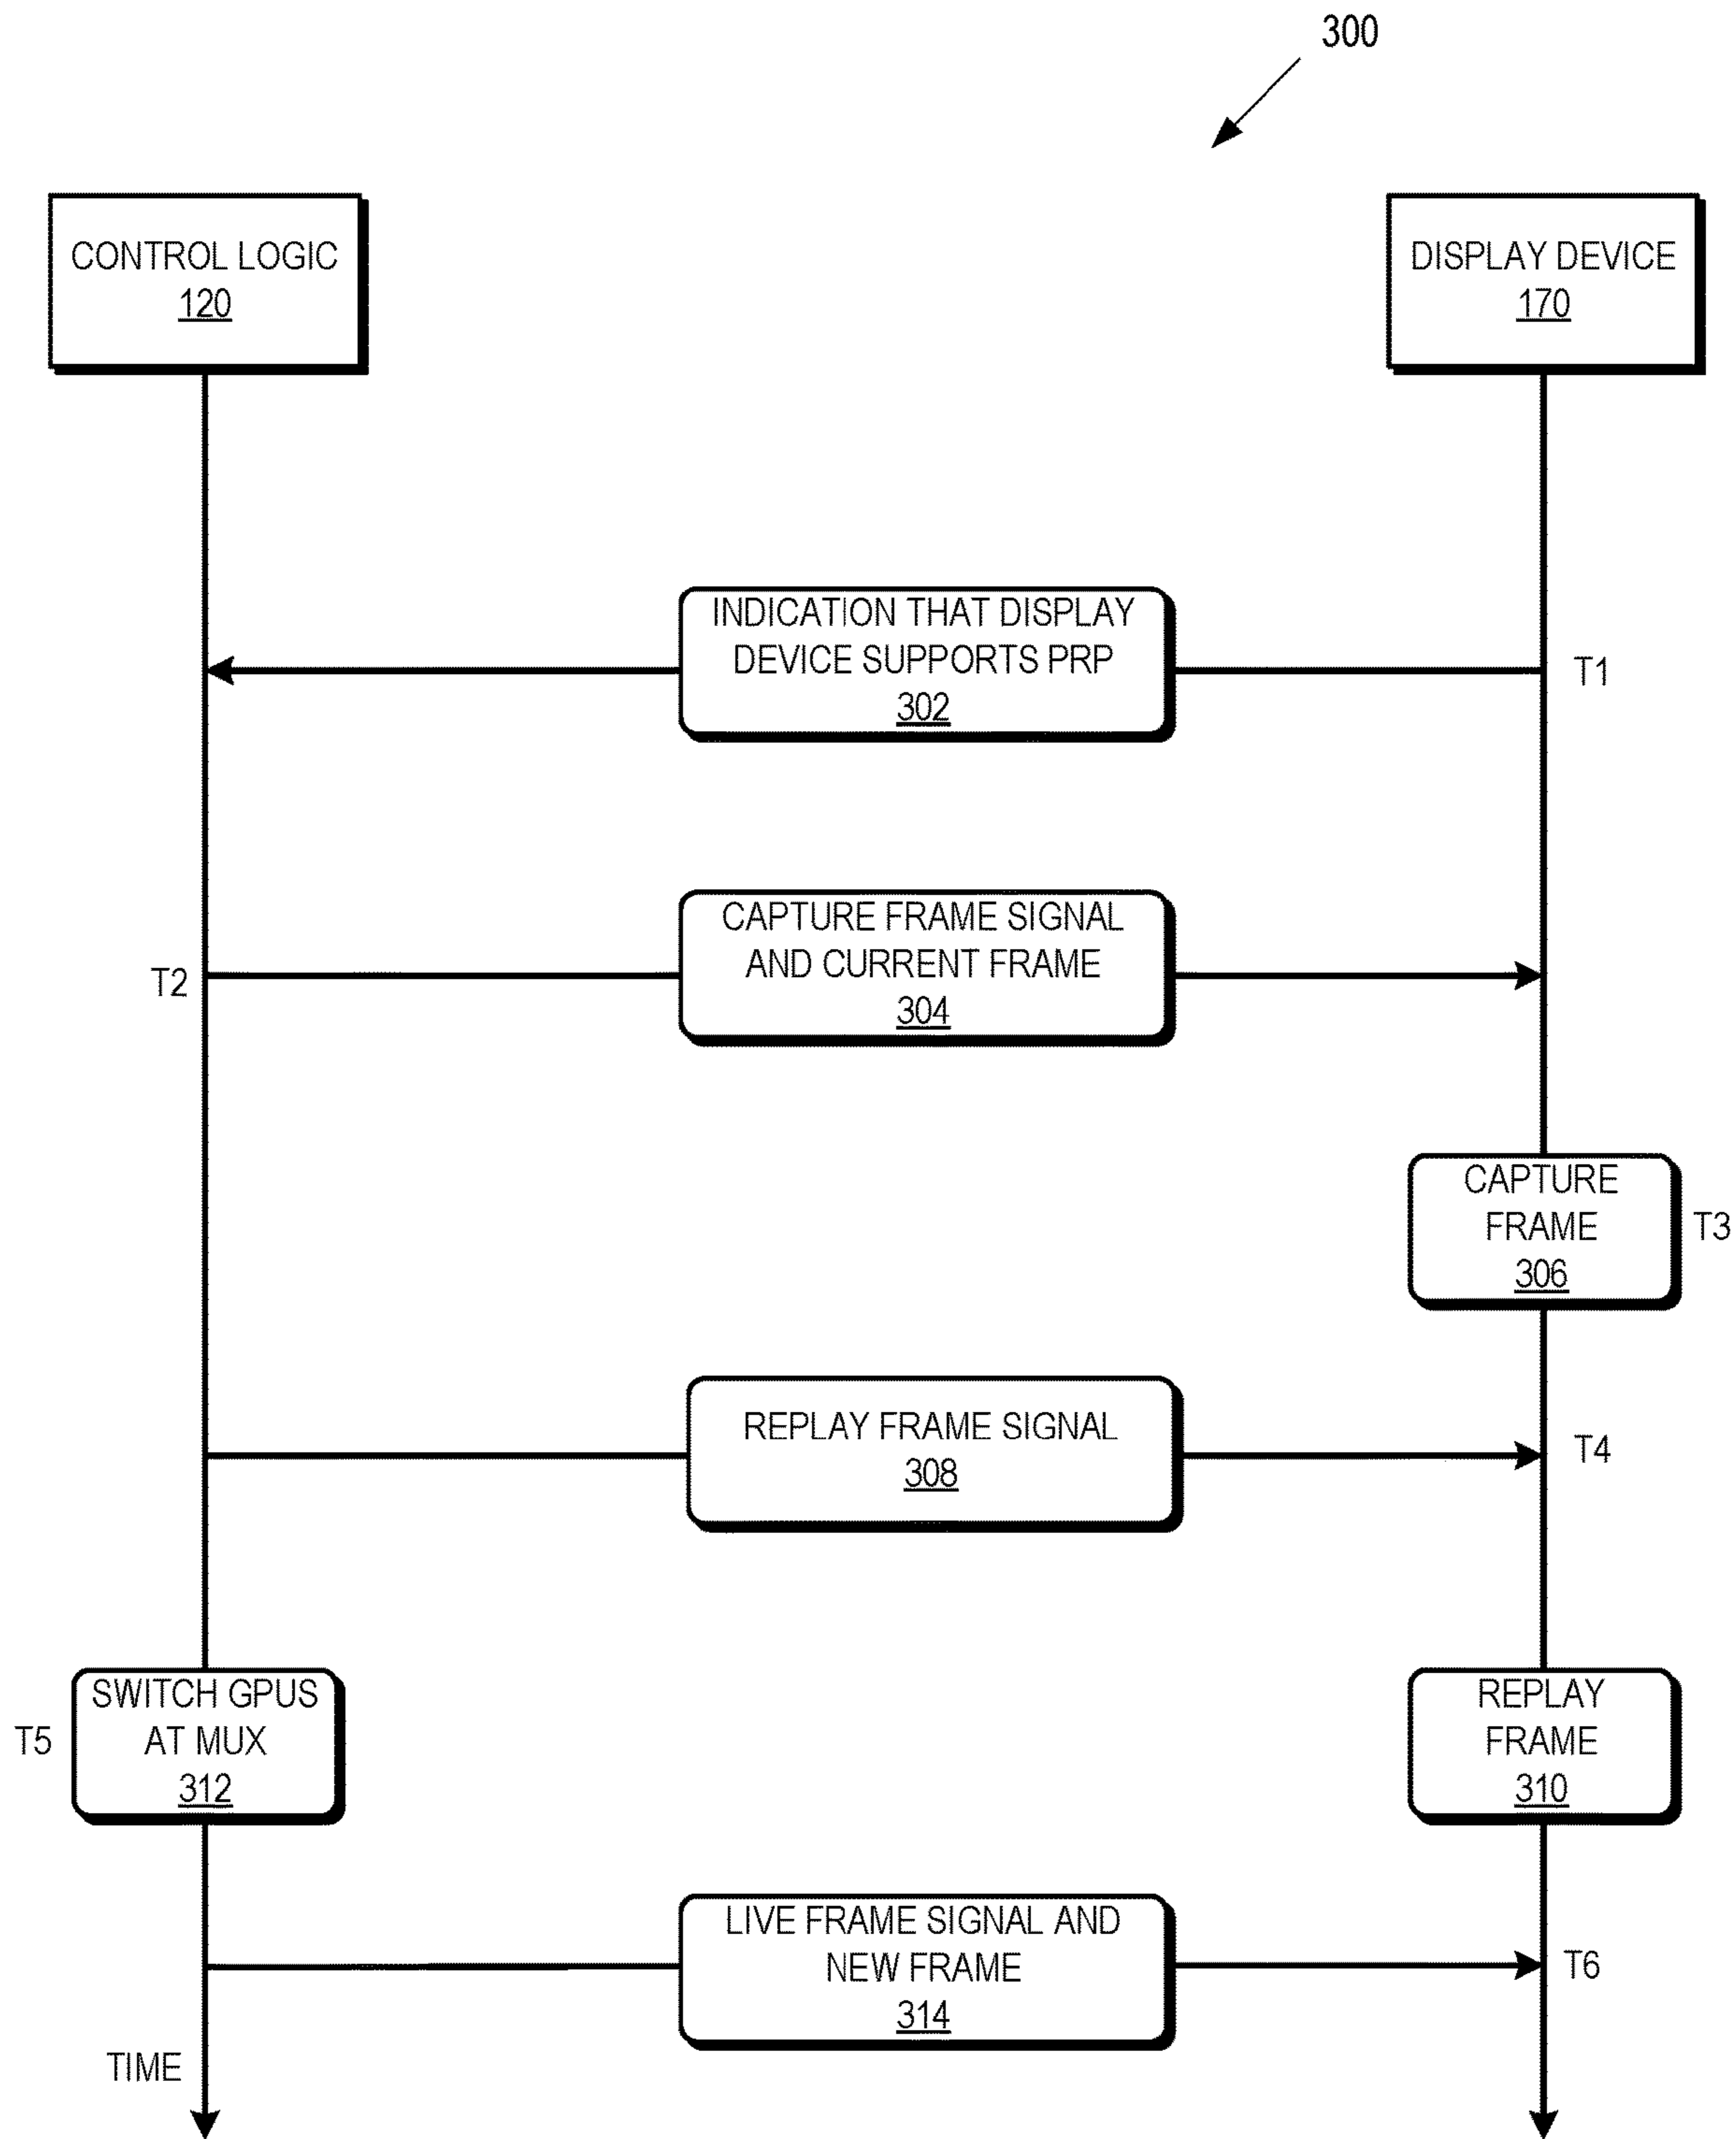 300
CONTROL LOGIC
120
DISPLAY DEVICE
170
INDICATION THAT DISPLAY
DEVICE SUPPORTS PRP
302
T1
CAPTURE FRAME SIGNAL
AND CURRENT FRAME
304
T2
CAPTURE
FRAME
306
T3
REPLAY FRAME SIGNAL
308
T4
SWITCH GPUS
AT MUX
312
T5
REPLAY
FRAME
310
LIVE FRAME SIGNAL AND
NEW FRAME
314
T6
TIME